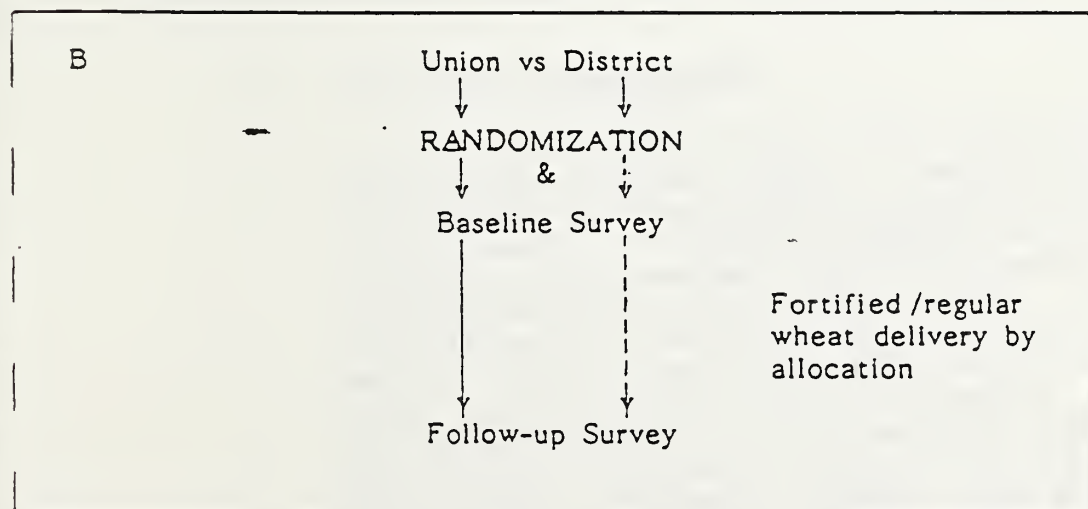 B
Union vs District
RANDOMIZATION
&
Baseline Survey
Fortified/regular
wheat delivery by
allocation
Follow-up Survey